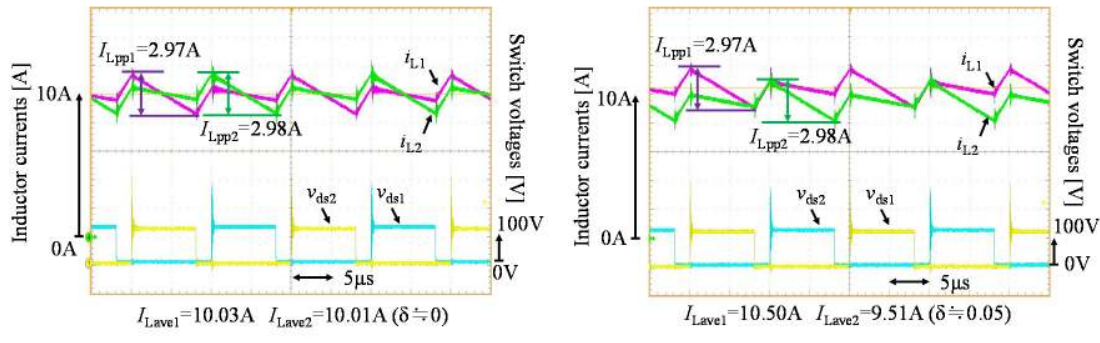 Inductor currents [A]
10A
0A
I_Lpp1=2.97A
I_Lpp2=2.98A
i_L1
i_L2
v_ds2
v_ds1
5μs
Switch voltages [V]
100V
0V
I_Lave1=10.03A I_Lave2=10.01A (δ≒0)
Inductor currents [A]
10A
0A
I_Lpp1=2.97A
I_Lpp2=2.98A
i_L1
i_L2
v_ds2
v_ds1
5μs
Switch voltages [V]
100V
0V
I_Lave1=10.50A I_Lave2=9.51A (δ≒0.05)